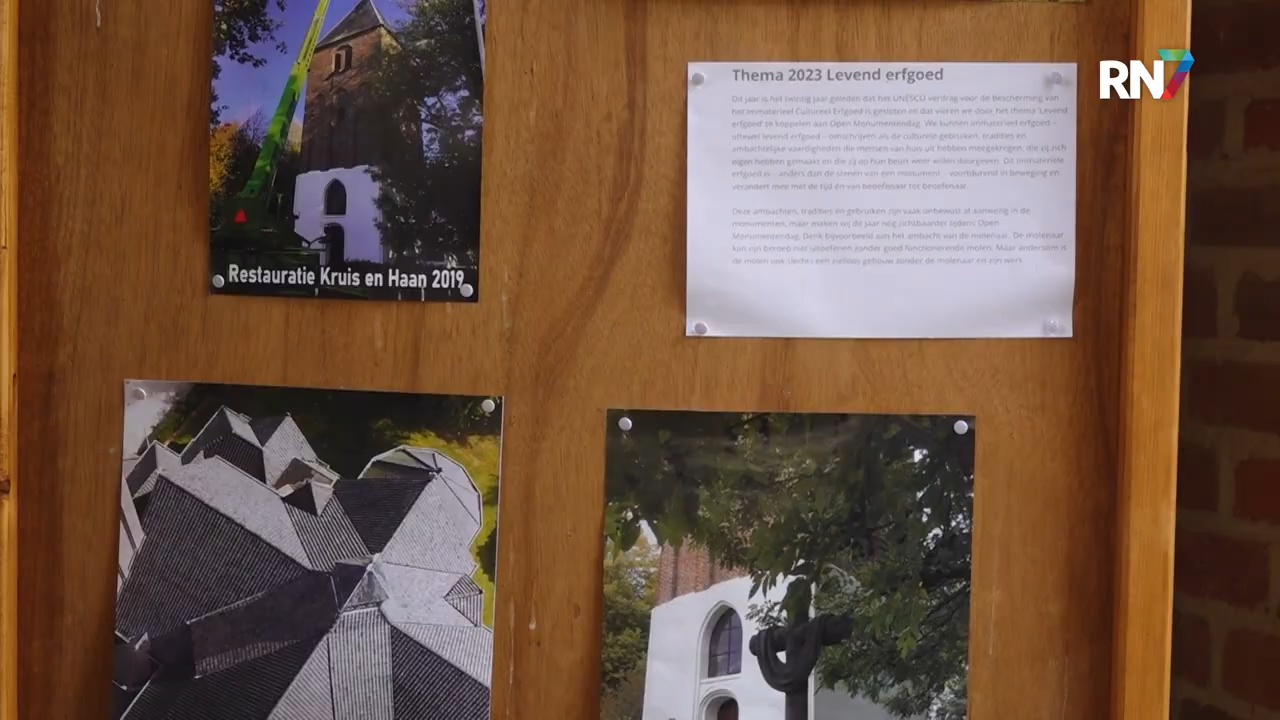 RN7
Thema 2023 Levend erfgoed
Dit jaar is het twintig jaar geleden dat het UNESCO verdrag voor de Bescherming van
het Immaterieel Cultureel Erfgoed is gesloten en dat vieren we door het thema 'Levend
erfgoed' te koppelen aan Open Monumentendag. We kunnen immaterieel erfgoed –
oftewel levend erfgoed – omschrijven als de culturele gebruiken, tradities en
ambachtelijke vaardigheden die mensen van huis uit hebben meegekregen, die zij zich
eigen hebben gemaakt en die zij op hun beurt weer willen doorgeven. Dit immateriële
erfgoed is – anders dan de stenen van een monument – voortdurend in beweging en
verandert mee met de tijd en van beoefenaar tot beoefenaar.
Deze ambachten, tradities en gebruiken zijn vaak onbewust al aanwezig in de
monumenten, maar maken wij dit jaar nog zichtbaarder tijdens Open
Monumentendag. Denk bijvoorbeeld aan het ambacht van de molenaar. De molenaar
kan zijn beroep niet uitoefenen zonder goed functionerende molen. Maar andersom is
de molen ook slechts een zielloos gebouw zonder de molenaar en zijn werk.
Restauratie Kruis en Haan 2019